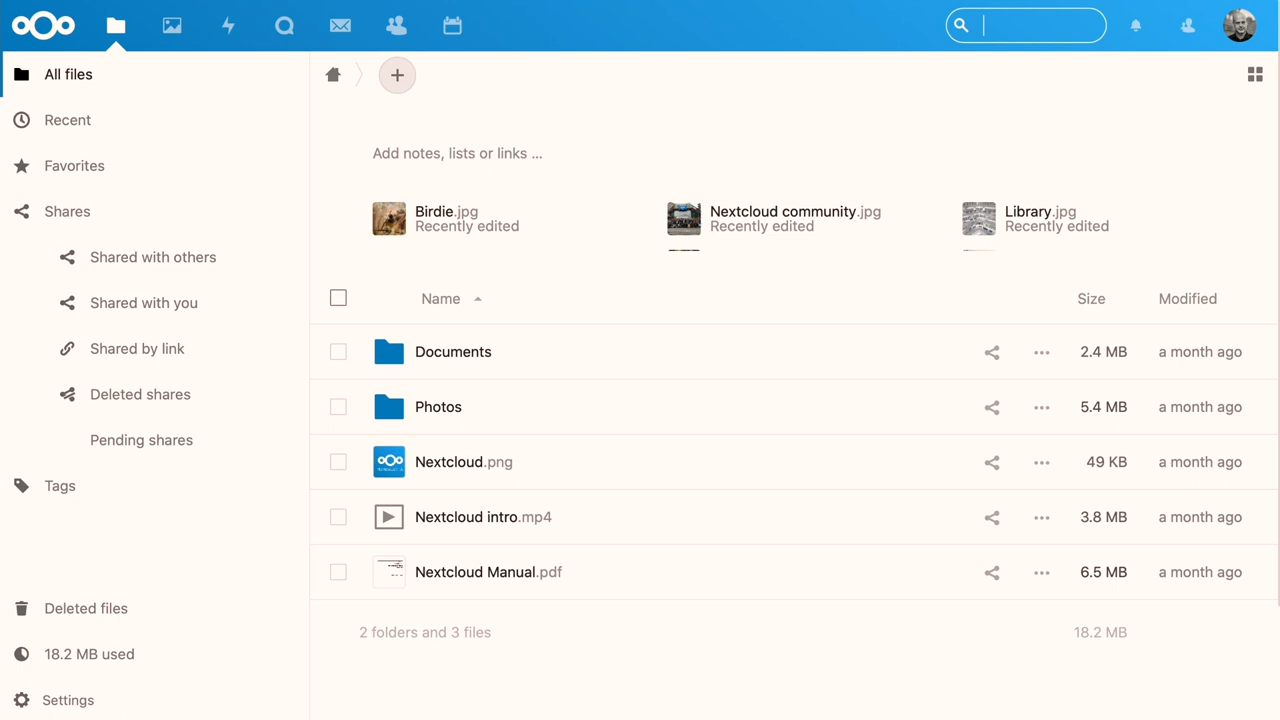 All files
Recent
Favorites
Shares
Shared with others
Shared with you
Shared by link
Deleted shares
Pending shares
Tags
Deleted files
18.2 MB used
Settings
Add notes, lists or links ...
Birdie.jpg
Recently edited
Nextcloud community.jpg
Recently edited
Library.jpg
Recently edited
Name Size Modified
Documents 2.4 MB a month ago
Photos 5.4 MB a month ago
Nextcloud.png 49 KB a month ago
Nextcloud intro.mp4 3.8 MB a month ago
Nextcloud Manual.pdf 6.5 MB a month ago
2 folders and 3 files 18.2 MB